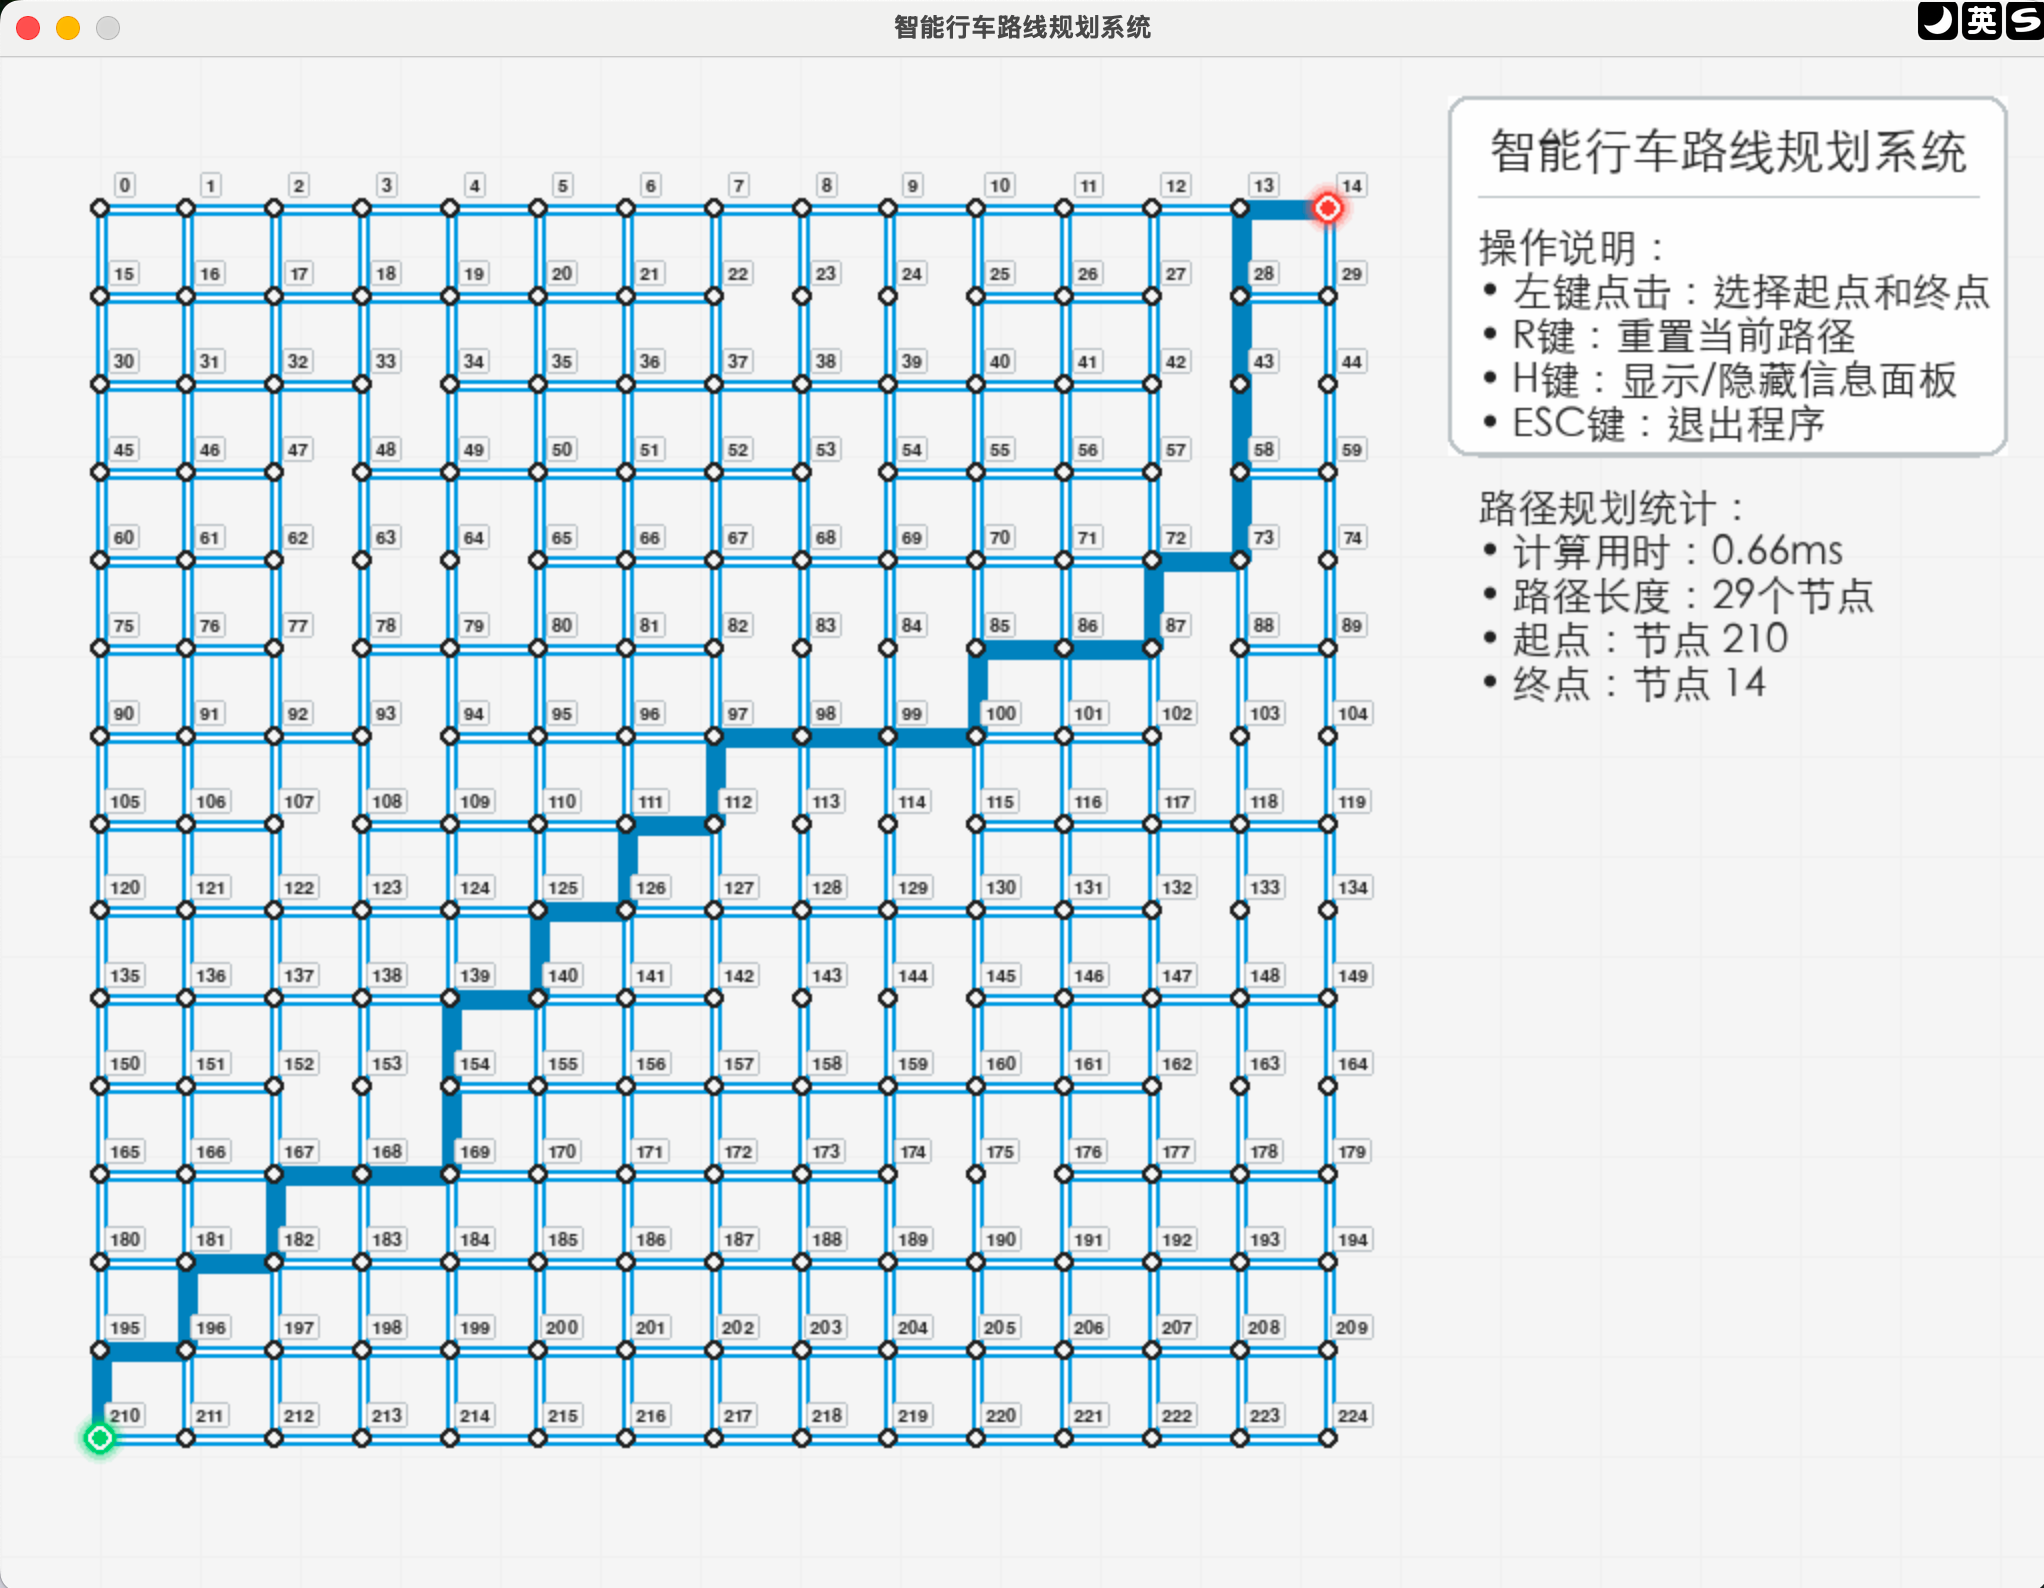 智能行车路线规划系统
英
0 1 2 3 4 5 6 7 8 9 10 11 12 13 14
15 16 17 18 19 20 21 22 23 24 25 26 27 28 29
30 31 32 33 34 35 36 37 38 39 40 41 42 43 44
45 46 47 48 49 50 51 52 53 54 55 56 57 58 59
60 61 62 63 64 65 66 67 68 69 70 71 72 73 74
75 76 77 78 79 80 81 82 83 84 85 86 87 88 89
90 91 92 93 94 95 96 97 98 99 100 101 102 103 104
105 106 107 108 109 110 111 112 113 114 115 116 117 118 119
120 121 122 123 124 125 126 127 128 129 130 131 132 133 134
135 136 137 138 139 140 141 142 143 144 145 146 147 148 149
150 151 152 153 154 155 156 157 158 159 160 161 162 163 164
165 166 167 168 169 170 171 172 173 174 175 176 177 178 179
180 181 182 183 184 185 186 187 188 189 190 191 192 193 194
195 196 197 198 199 200 201 202 203 204 205 206 207 208 209
210 211 212 213 214 215 216 217 218 219 220 221 222 223 224
智能行车路线规划系统
操作说明：
• 左键点击：选择起点和终点
• R键：重置当前路径
• H键：显示/隐藏信息面板
• ESC键：退出程序
路径规划统计：
• 计算用时：0.66ms
• 路径长度：29个节点
• 起点：节点 210
• 终点：节点 14